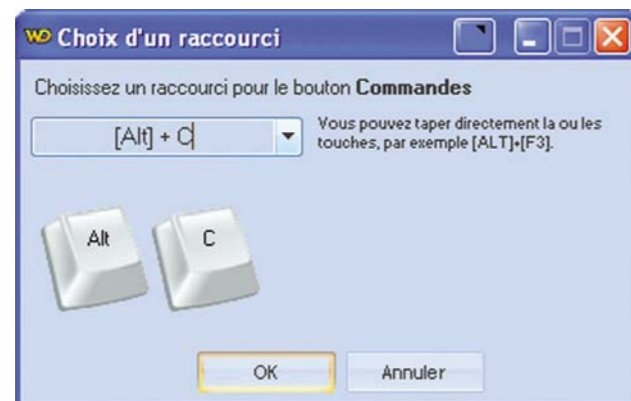 WD Choix d'un raccourci
Choisissez un raccourci pour le bouton Commandes
[Alt] + C
Vous pouvez taper directement la ou les
touches, par exemple [ALT]+[F3].
Alt C
OK Annuler